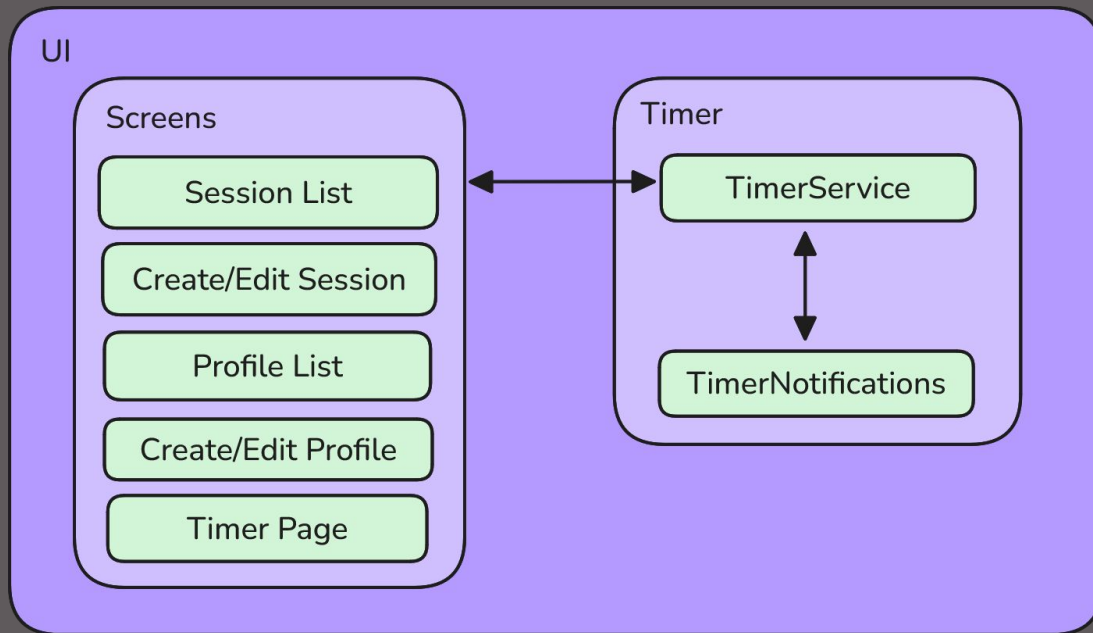 UI
Screens
Session List
Create/Edit Session
Profile List
Create/Edit Profile
Timer Page
Timer
TimerService
TimerNotifications